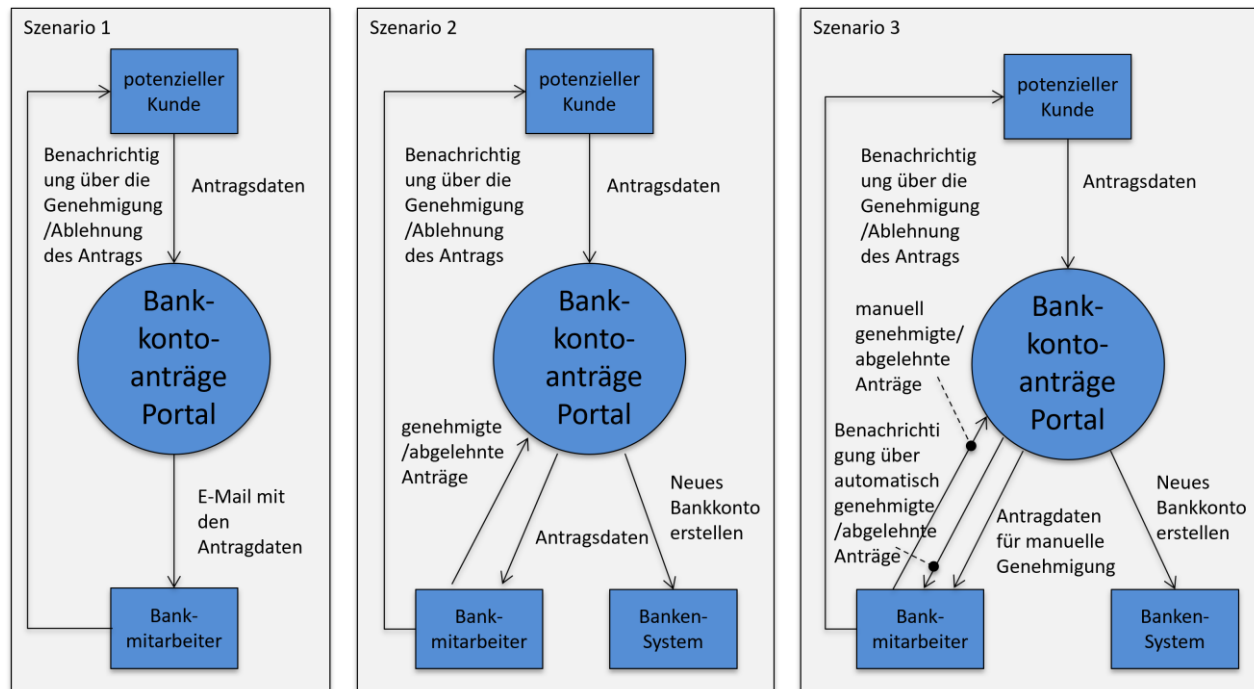 Szenario 1
potenzieller
Kunde
Benachrichtig
ung über die
Genehmigung
/Ablehnung
des Antrags
Antragsdaten
Bank-
konto-
anträge
Portal
E-Mail mit
den
Antragdaten
Bank-
mitarbeiter
Szenario 2
potenzieller
Kunde
Benachrichtig
ung über die
Genehmigung
/Ablehnung
des Antrags
Antragsdaten
Bank-
konto-
anträge
Portal
genehmigte
/abgelehnte
Anträge
Antragsdaten
Neues
Bankkonto
erstellen
Bank-
mitarbeiter
Banken-
System
Szenario 3
potenzieller
Kunde
Benachrichtig
ung über die
Genehmigung
/Ablehnung
des Antrags
Antragsdaten
Bank-
konto-
anträge
Portal
manuell
genehmigte/
abgelehnte
Anträge
Benachrichti
gung über
automatisch
genehmigte
/abgelehnte
Anträge
Antragdaten
für manuelle
Genehmigung
Neues
Bankkonto
erstellen
Bank-
mitarbeiter
Banken-
System